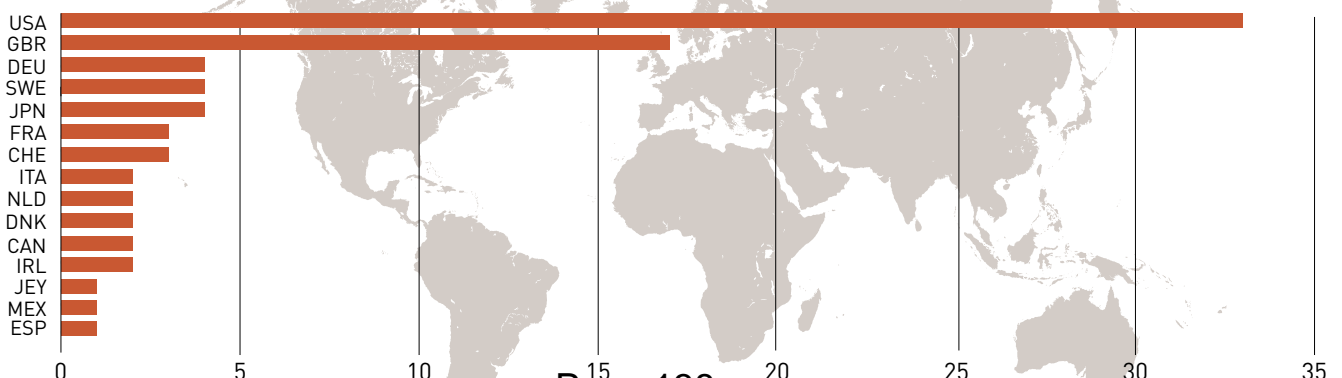 USA
GBR
DEU
SWE
JPN
FRA
CHE
ITA
NLD
DNK
CAN
IRL
JEY
MEX
ESP
0 5 10 15 20 25 30 35